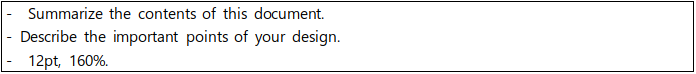 - Summarize the contents of this document.
- Describe the important points of your design.
- 12pt, 160%.